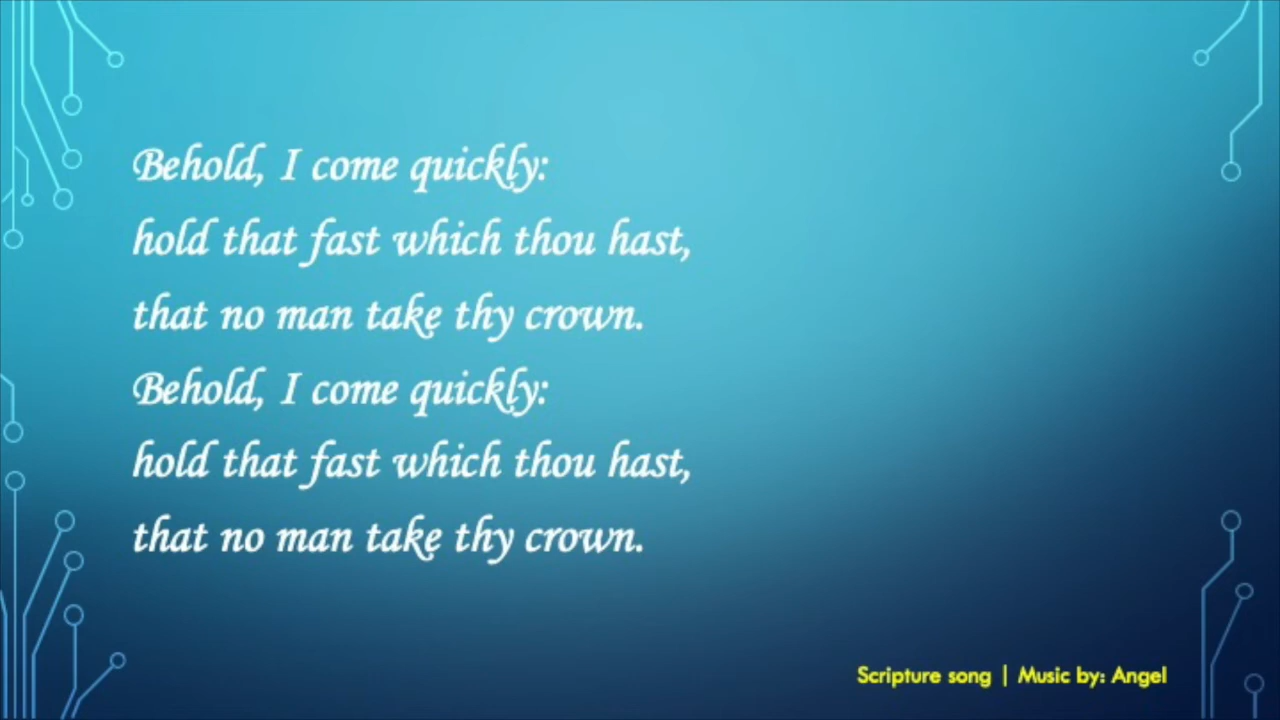 Behold, I come quickly:
hold that fast which thou hast,
that no man take thy crown.
Behold, I come quickly:
hold that fast which thou hast,
that no man take thy crown.
Scripture song | Music by: Angel